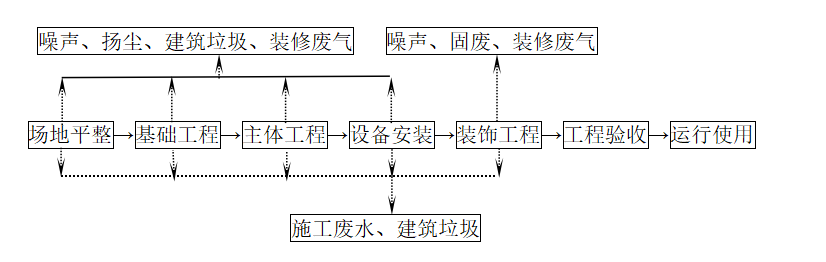 噪声、扬尘、建筑垃圾、装修废气
噪声、固废、装修废气
场地平整
基础工程
主体工程
设备安装
装饰工程
工程验收
运行使用
施工废水、建筑垃圾